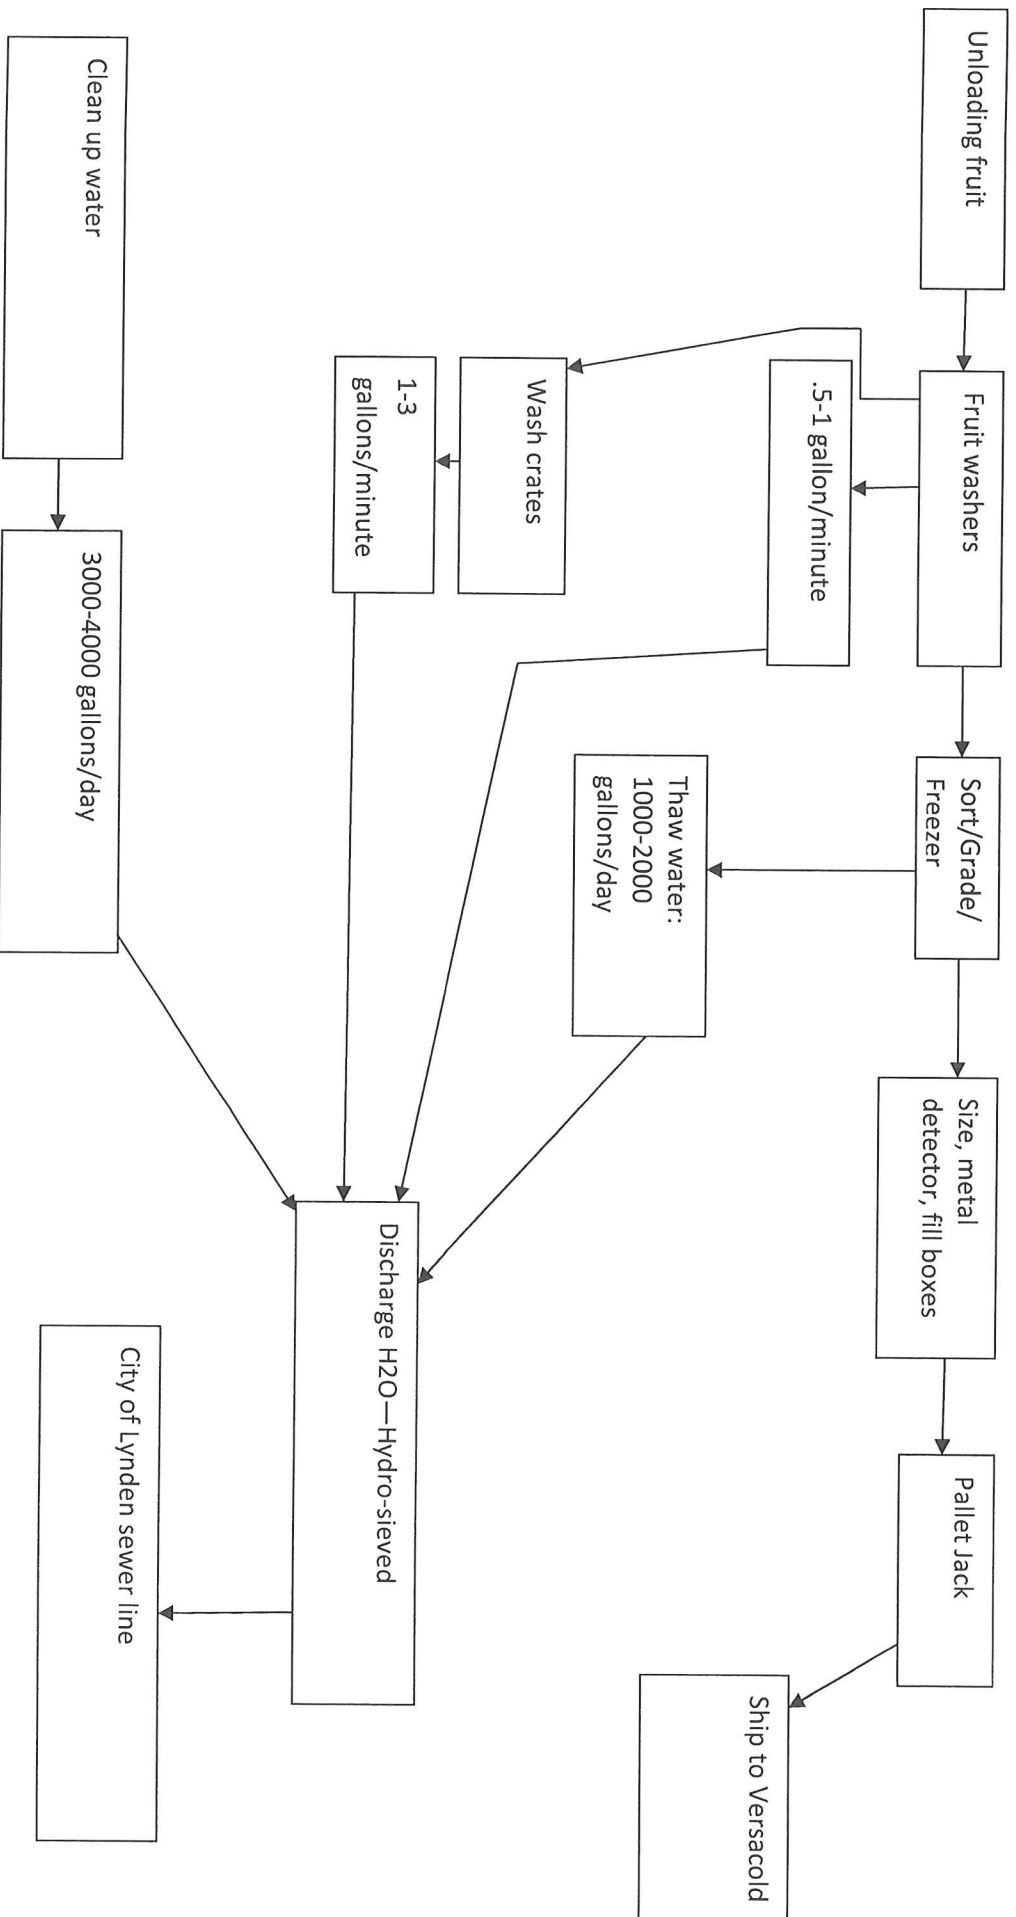 Unloading fruit
Fruit washers
Sort/Grade/
Freezer
Size, metal
detector, fill boxes
Pallet Jack
Ship to Versacold
.5-1 gallon/minute
Wash crates
1-3
gallons/minute
Thaw water:
1000-2000
gallons/day
Discharge H2O—Hydro-sieved
Clean up water
3000-4000 gallons/day
City of Lynden sewer line